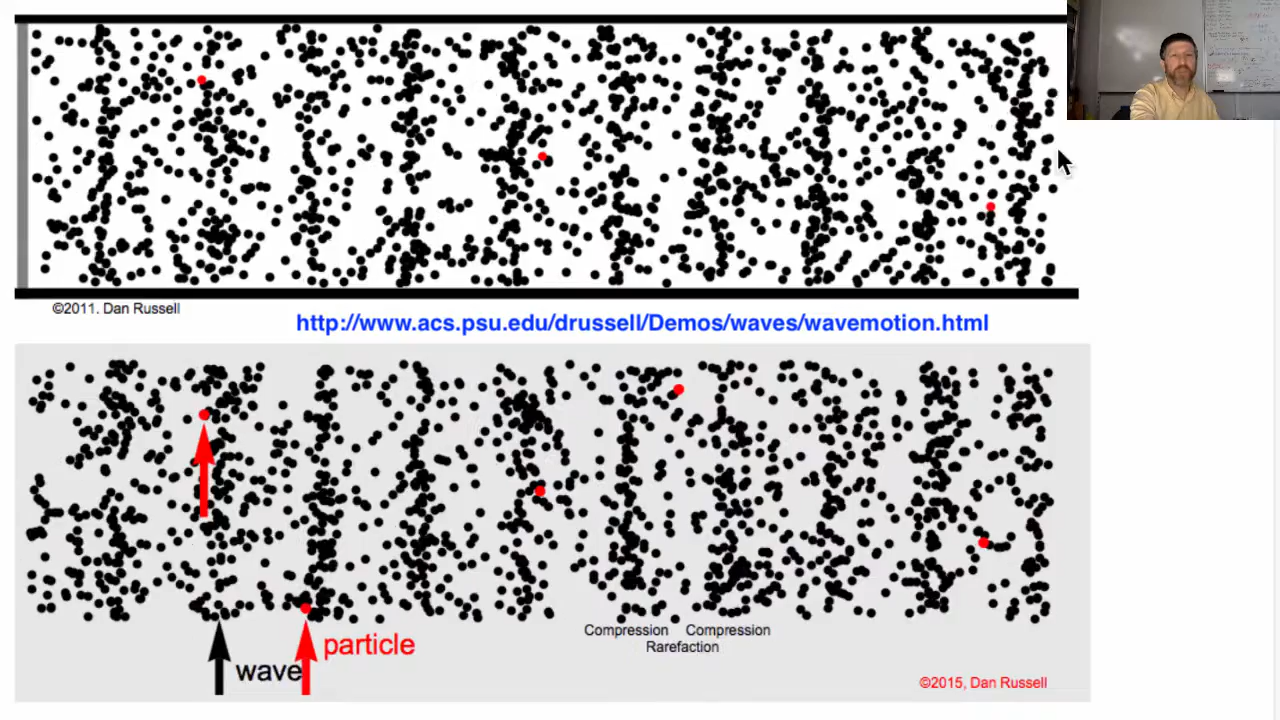 ©2011. Dan Russell
http://www.acs.psu.edu/drussell/Demos/waves/wavemotion.html
Compression Compression
Rarefaction
particle
wave
©2015, Dan Russell